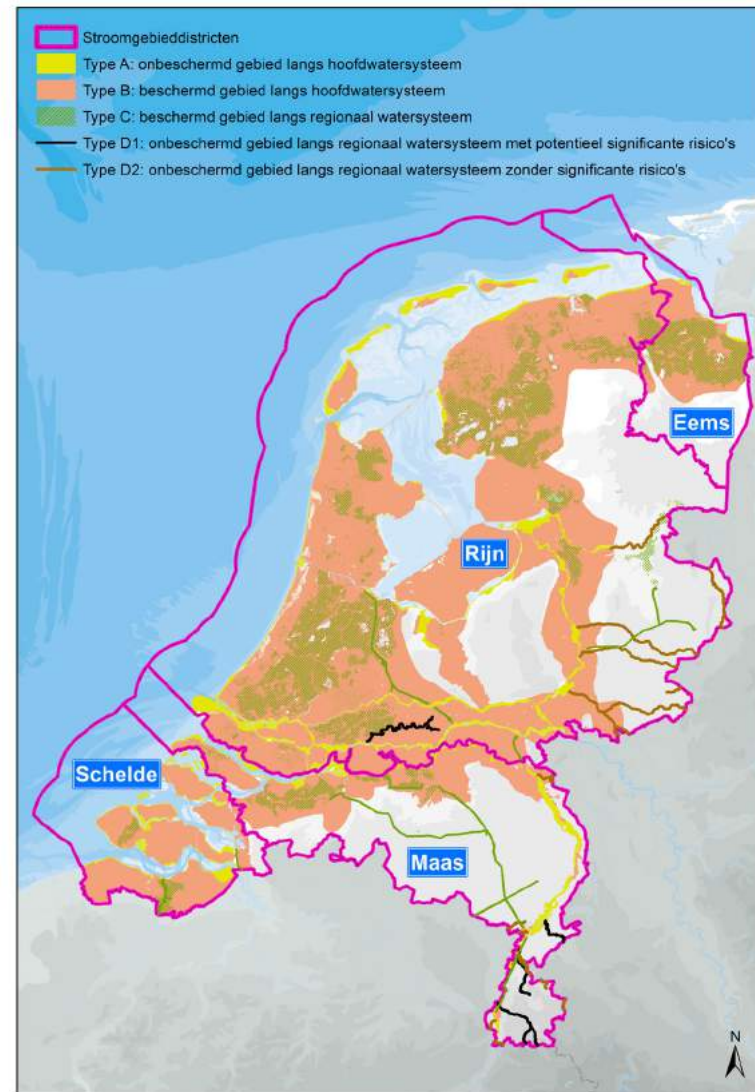 Stroomgebieddistricten
Type A: onbeschermd gebied langs hoofdwatersysteem
Type B: beschermd gebied langs hoofdwatersysteem
Type C: beschermd gebied langs regionaal watersysteem
Type D1: onbeschermd gebied langs regionaal watersysteem met potentieel significante risico's
Type D2: onbeschermd gebied langs regionaal watersysteem zonder significante risico's
Eems
Rijn
Schelde
Maas
N